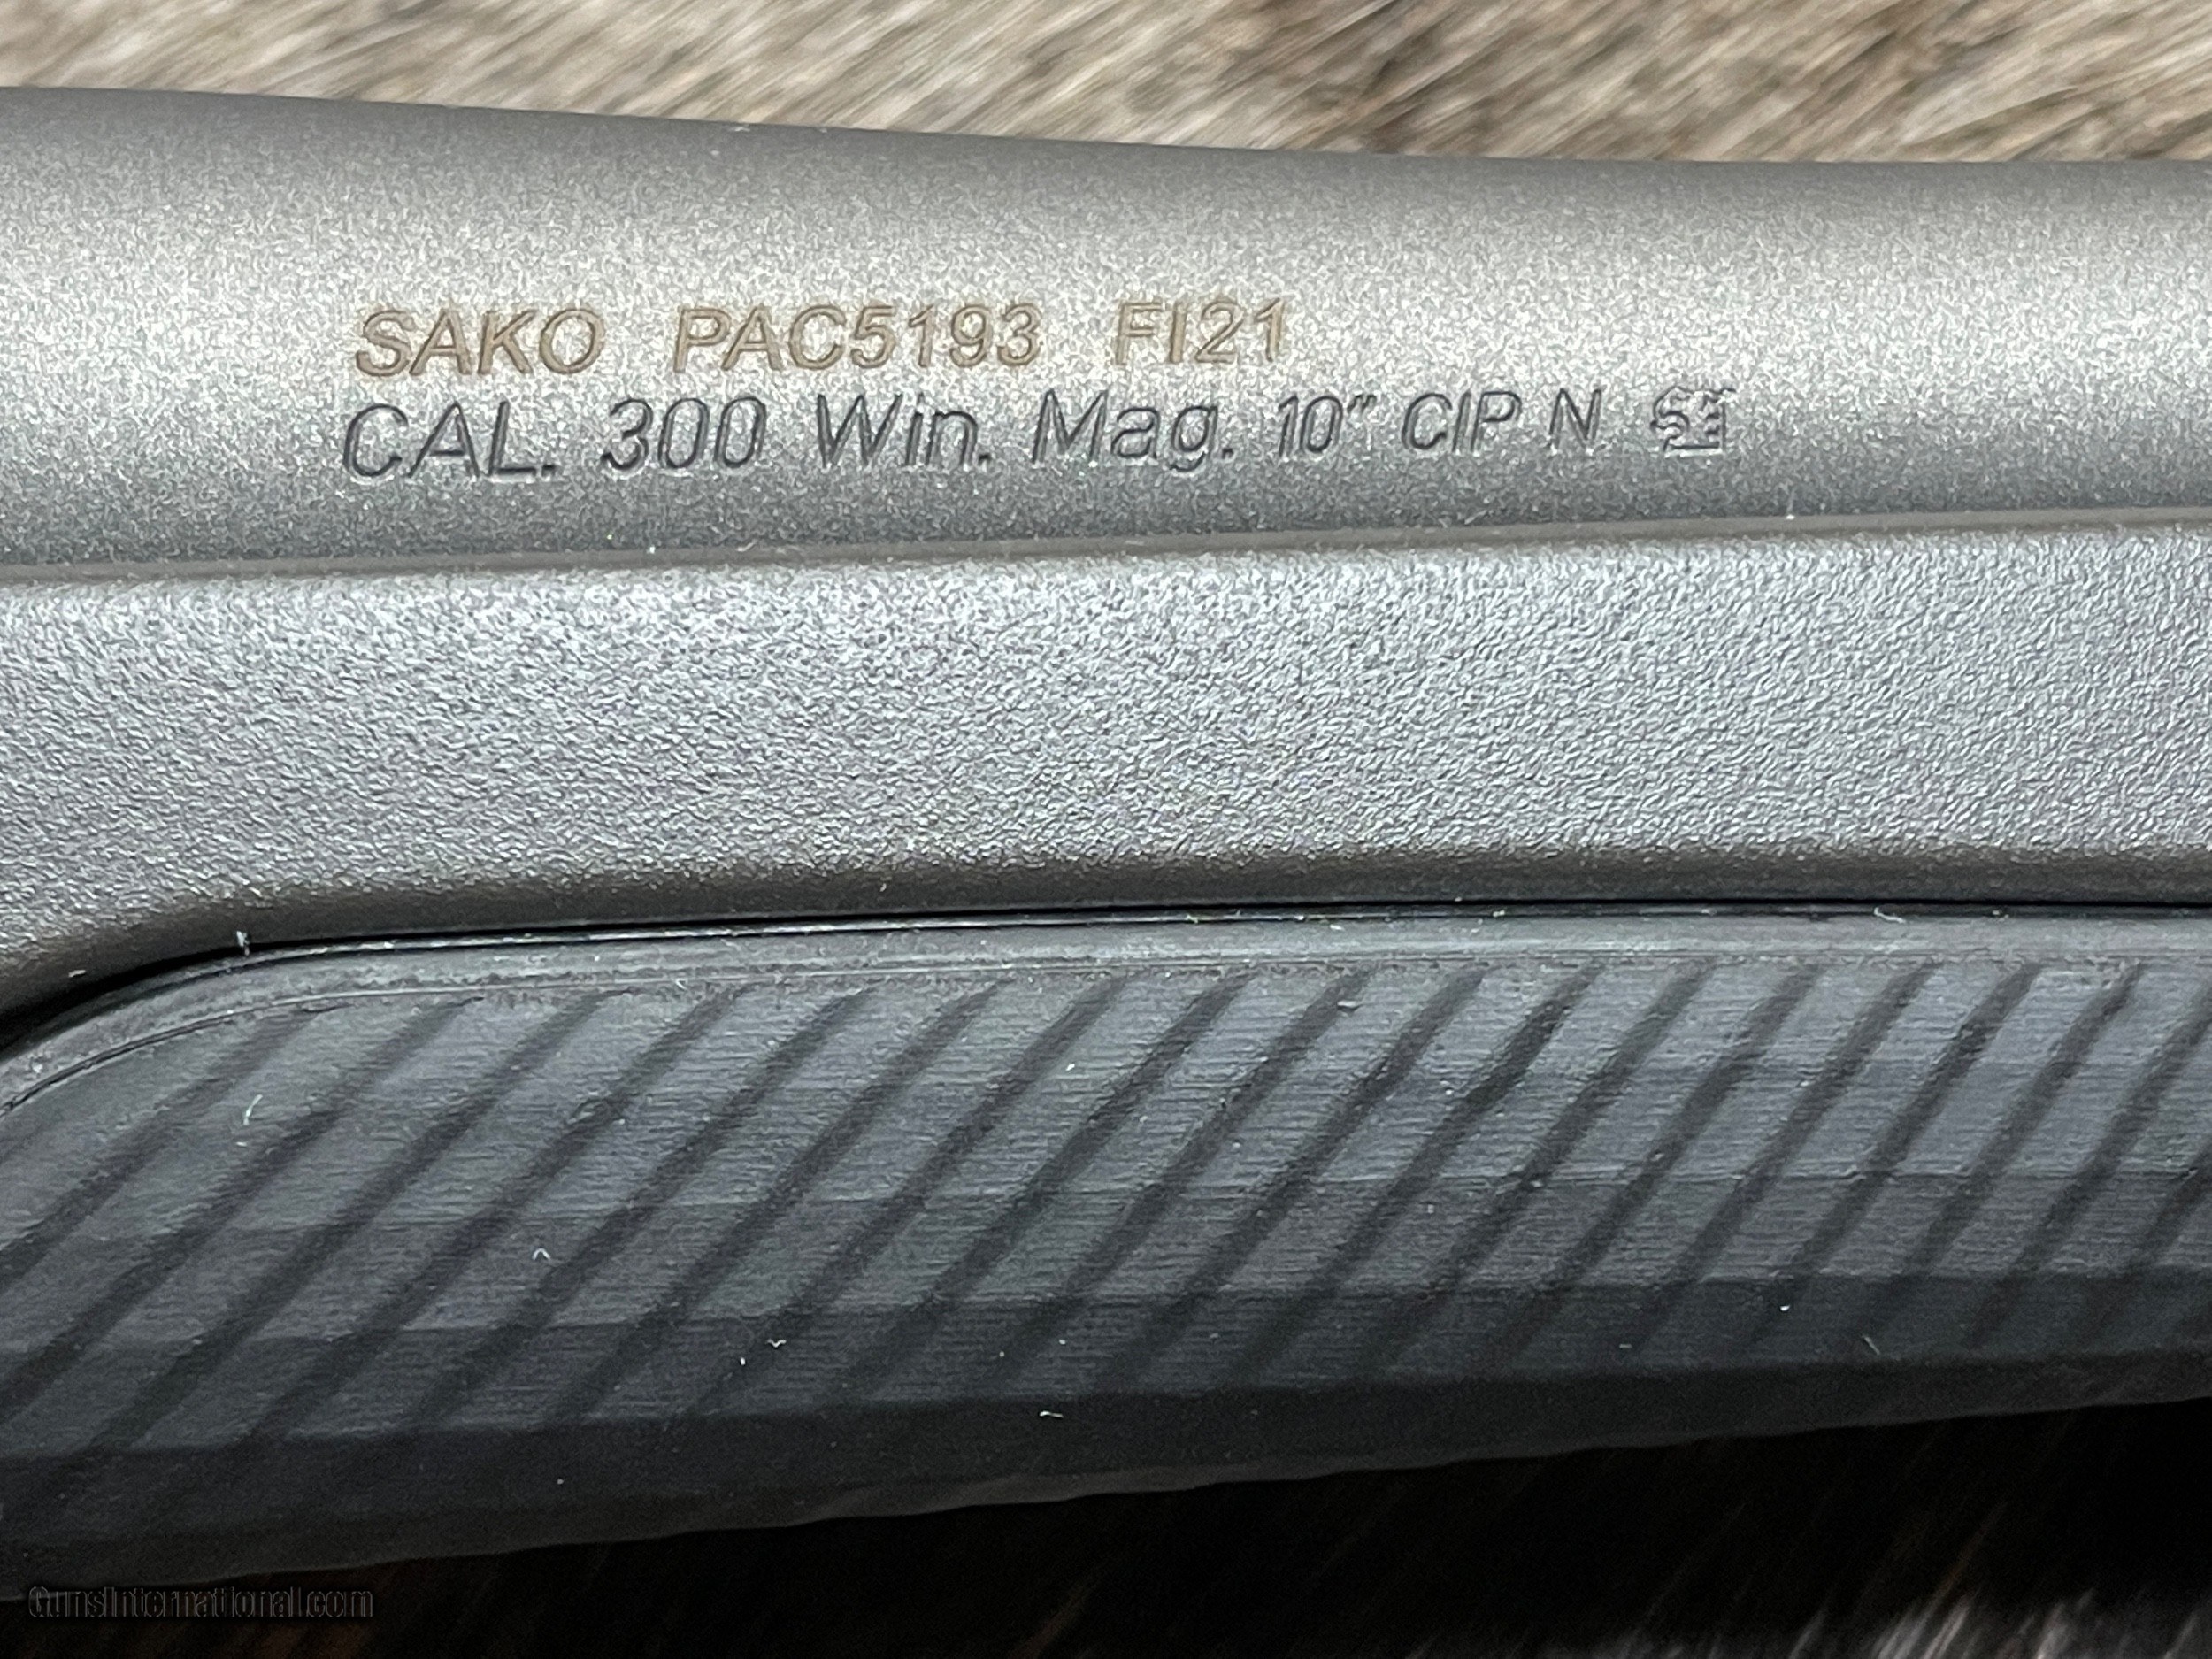 SAKO PAC5193 FI21
CAL. 300 Win. Mag. 10" CIP N
GunsInternational.com